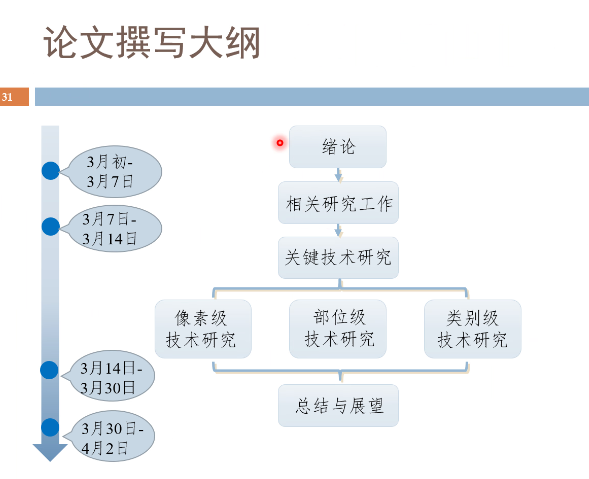 论文撰写大纲
31
3月初-
3月7日
3月7日-
3月14日
3月14日-
3月30日
3月30日-
4月2日
绪论
相关研究工作
关键技术研究
像素级
技术研究
部位级
技术研究
类别级
技术研究
总结与展望